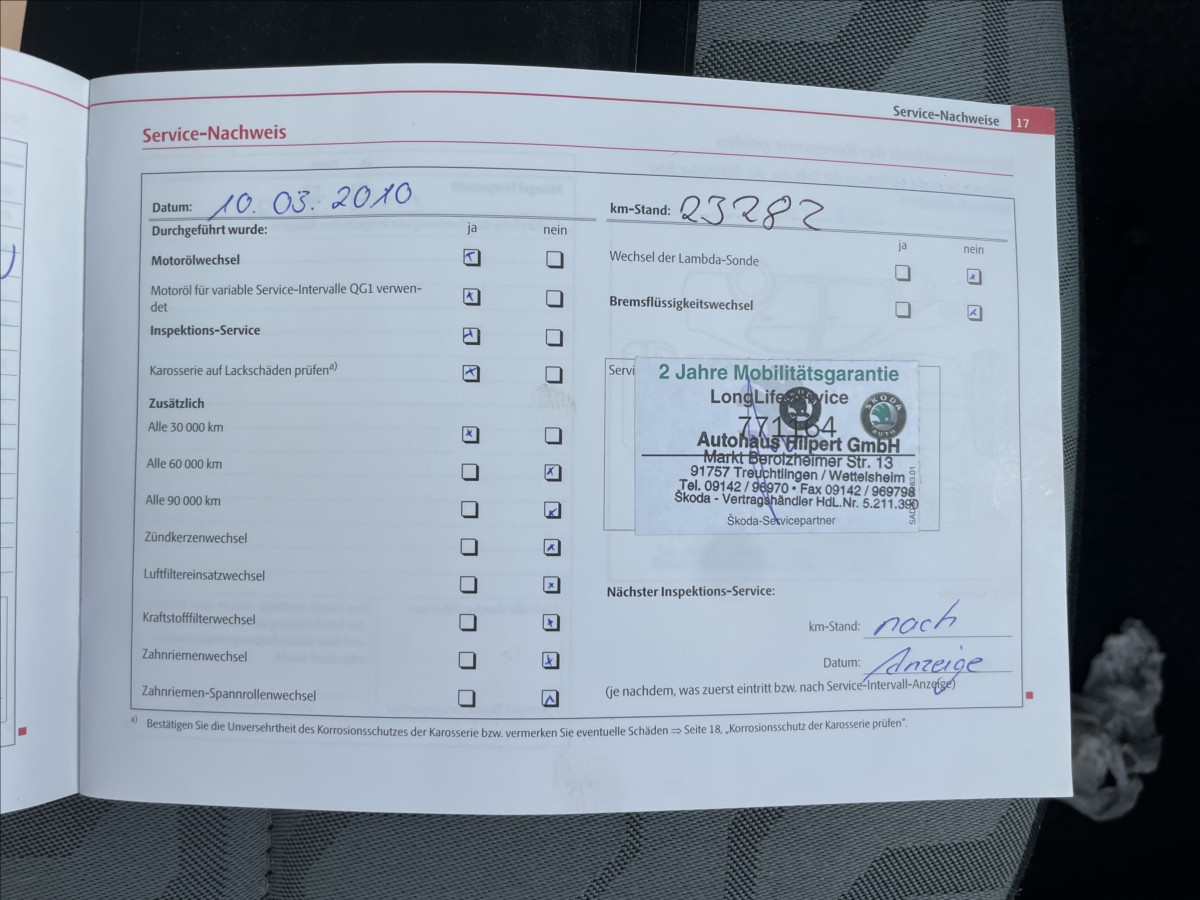 Service-Nachweise 17
Service-Nachweis
Datum: 10. 03. 2010
km-Stand: 23282
Durchgeführt wurde: ja nein
Motorölwechsel
Motoröl für variable Service-Intervalle QG1 verwen-
det
Inspektions-Service
Karosserie auf Lackschäden prüfen a)
Zusätzlich
Alle 30 000 km
Alle 60 000 km
Alle 90 000 km
Zündkerzenwechsel
Luftfiltereinsatzwechsel
Kraftstofffilterwechsel
Zahnriemenwechsel
Zahnriemen-Spannrollenwechsel
ja nein
Wechsel der Lambda-Sonde
Bremsflüssigkeitswechsel
Servi
2 Jahre Mobilitätsgarantie
LongLife Service
SKODA
AUTO
Autohaus Hilpert GmbH
Markt Berolzheimer Str. 13
91757 Treuchtlingen / Wettelsheim
Tel. 09142 / 96970 • Fax 09142 / 969798
Škoda - Vertragshändler HdL.Nr. 5.211.390
Škoda-Servicepartner
Nächster Inspektions-Service:
km-Stand: nach
Datum: Anzeige
(je nachdem, was zuerst eintritt bzw. nach Service-Intervall-Anzeige)
a) Bestätigen Sie die Unversehrtheit des Korrosionsschutzes der Karosserie bzw. vermerken Sie eventuelle Schäden ⇒ Seite 18, „Korrosionsschutz der Karosserie prüfen“.